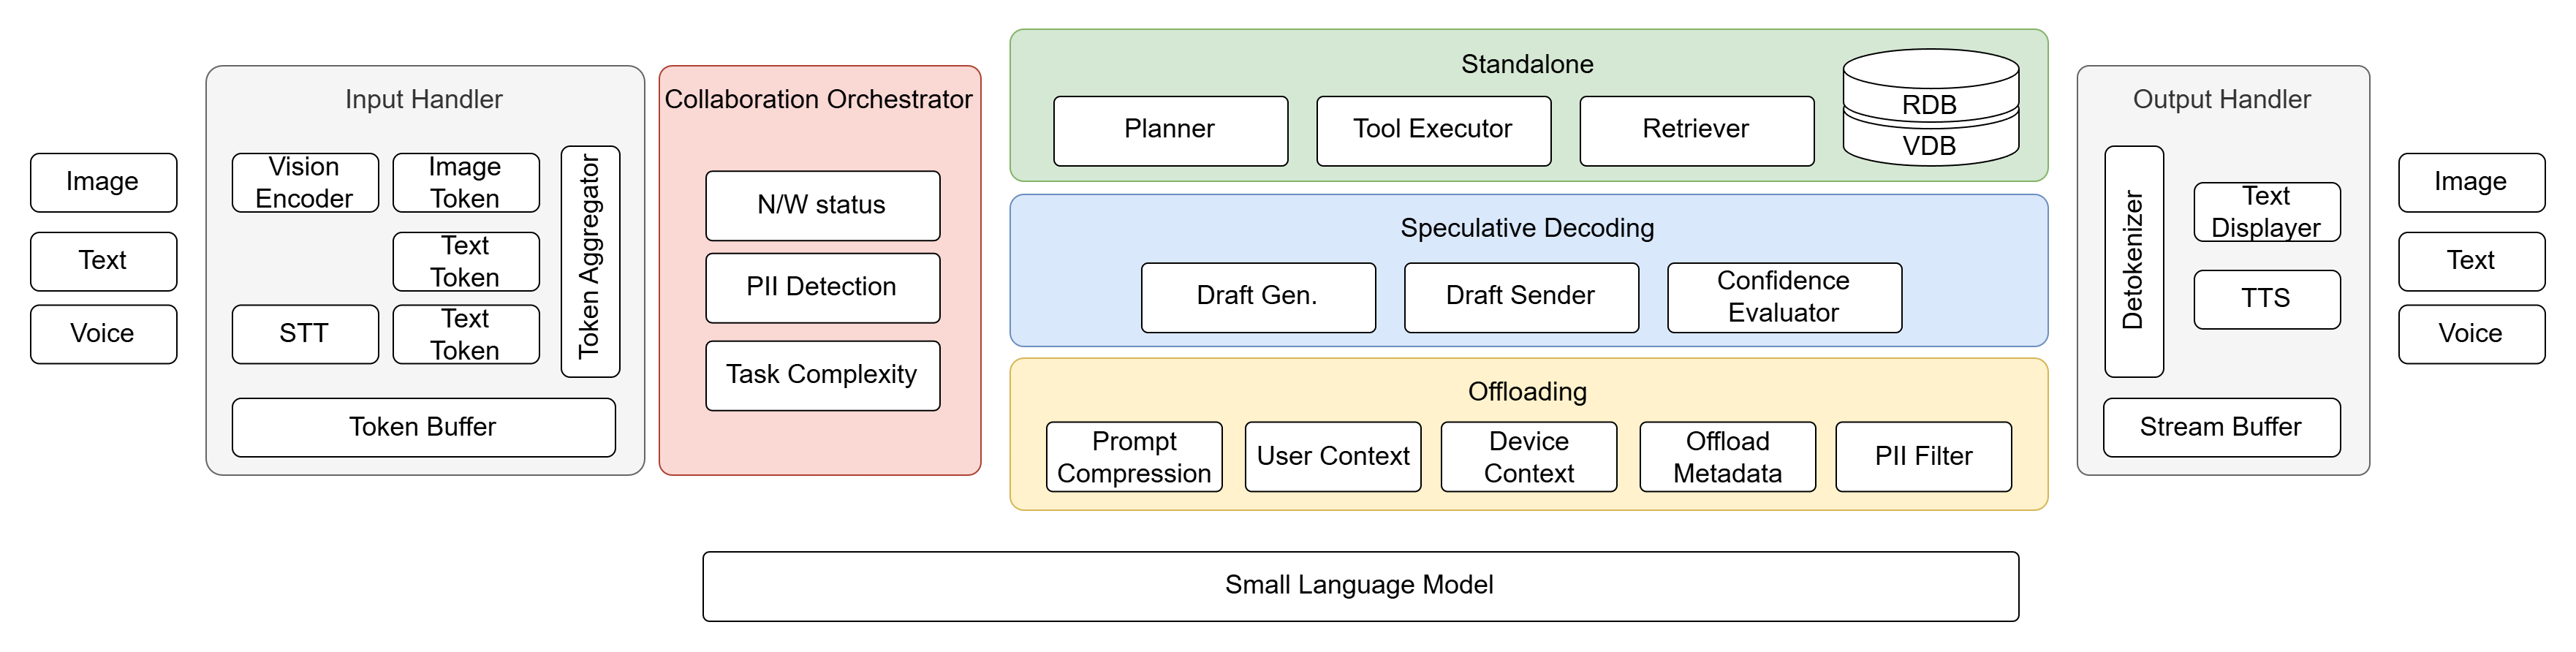 Image
Text
Voice
Input Handler
Vision
Encoder
Image
Token
Text
Token
STT
Text
Token
Token Aggregator
Token Buffer
Collaboration Orchestrator
N/W status
PII Detection
Task Complexity
Standalone
Planner
Tool Executor
Retriever
RDB
VDB
Speculative Decoding
Draft Gen.
Draft Sender
Confidence
Evaluator
Offloading
Prompt
Compression
User Context
Device
Context
Offload
Metadata
PII Filter
Small Language Model
Output Handler
Detokenizer
Text
Displayer
TTS
Stream Buffer
Image
Text
Voice